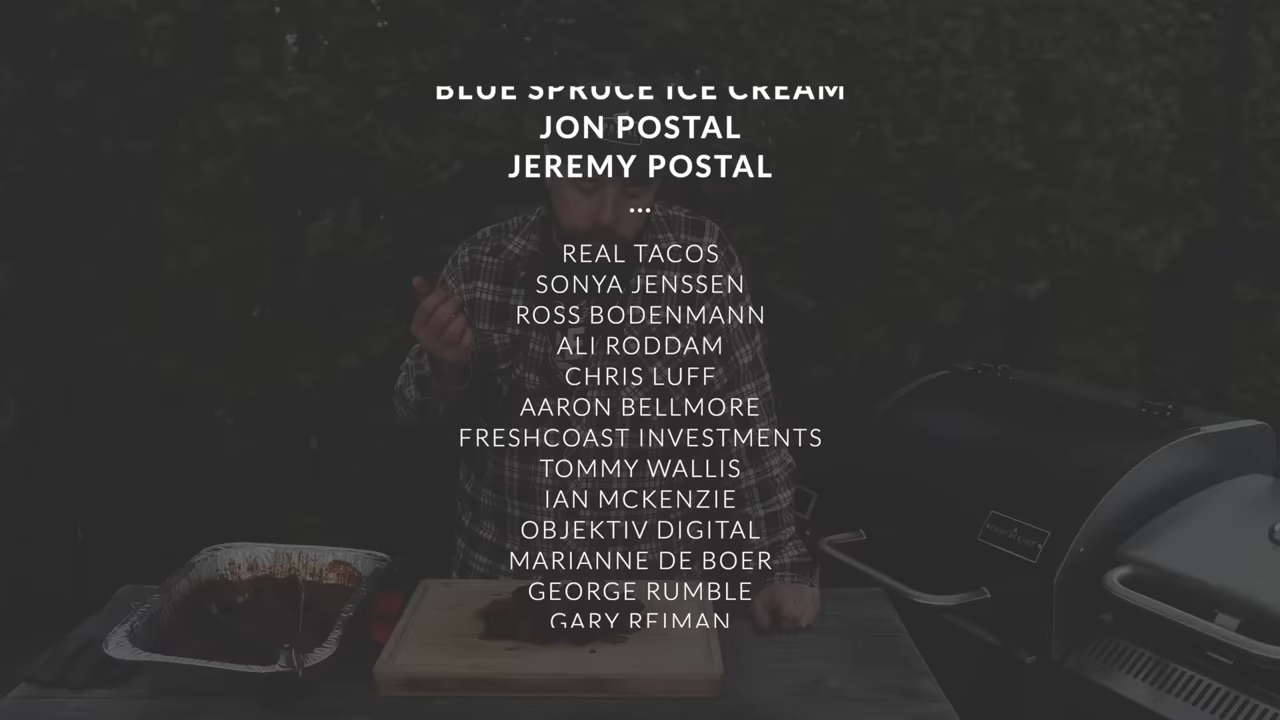 BLUE SPRUCE ICE CREAM
JON POSTAL
JEREMY POSTAL
...
REAL TACOS
SONYA JENSSEN
ROSS BODENMANN
ALI RODDAM
CHRIS LUFF
AARON BELLMORE
FRESHCOAST INVESTMENTS
TOMMY WALLIS
IAN MCKENZIE
OBJEKTIV DIGITAL
MARIANNE DE BOER
GEORGE RUMBLE
GARY REIMAN